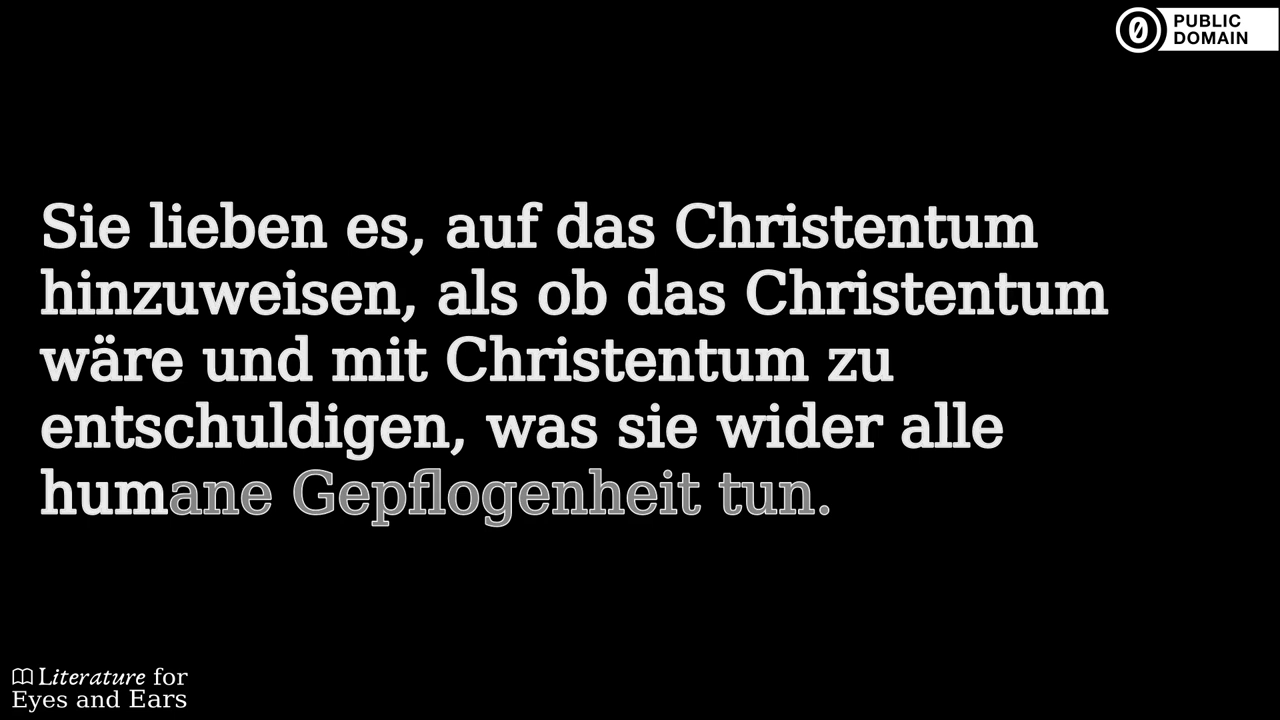 PUBLIC
DOMAIN
Sie lieben es, auf das Christentum
hinzuweisen, als ob das Christentum
wäre und mit Christentum zu
entschuldigen, was sie wider alle
humane Gepflogenheit tun.
Literature for
Eyes and Ears